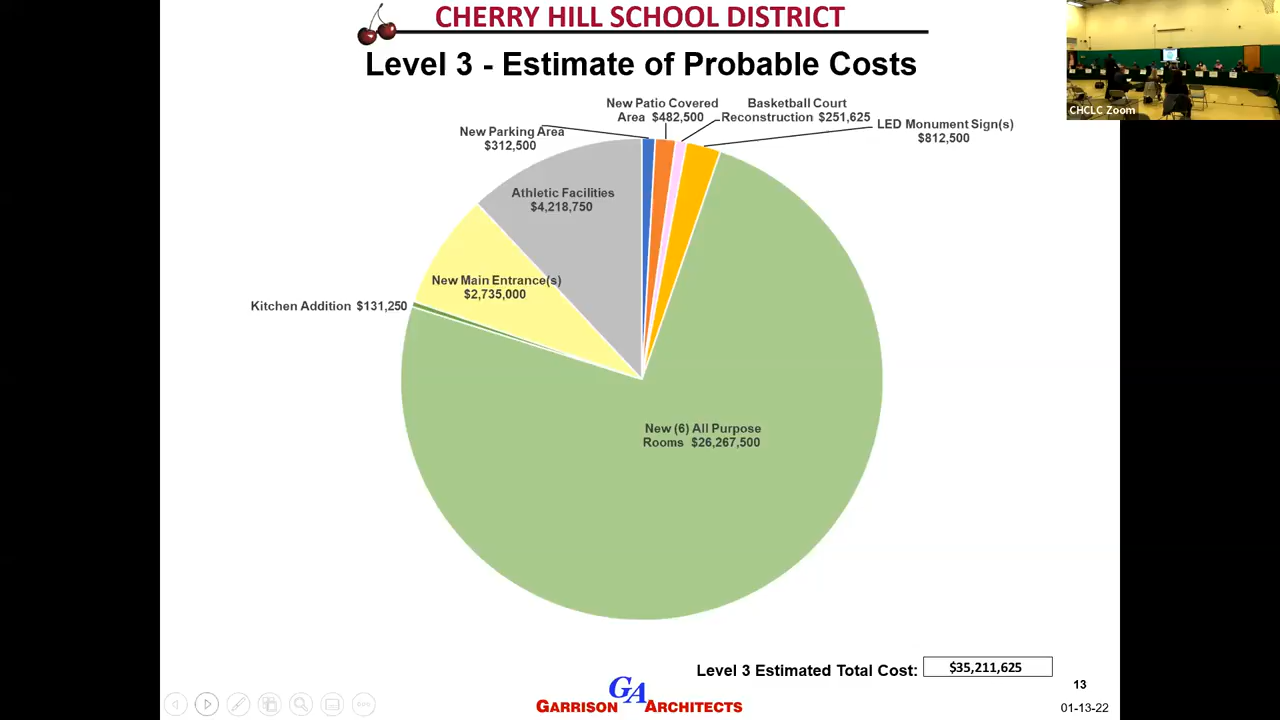 CHERRY HILL SCHOOL DISTRICT
Level 3 - Estimate of Probable Costs
CHCLC Zoom
New Patio Covered
Area $482,500
Basketball Court
Reconstruction $251,625
LED Monument Sign(s)
$812,500
New Parking Area
$312,500
Athletic Facilities
$4,218,750
New Main Entrance(s)
$2,735,000
Kitchen Addition $131,250
New (6) All Purpose
Rooms $26,267,500
Level 3 Estimated Total Cost: $35,211,625
13
GA
GARRISON ARCHITECTS
01-13-22